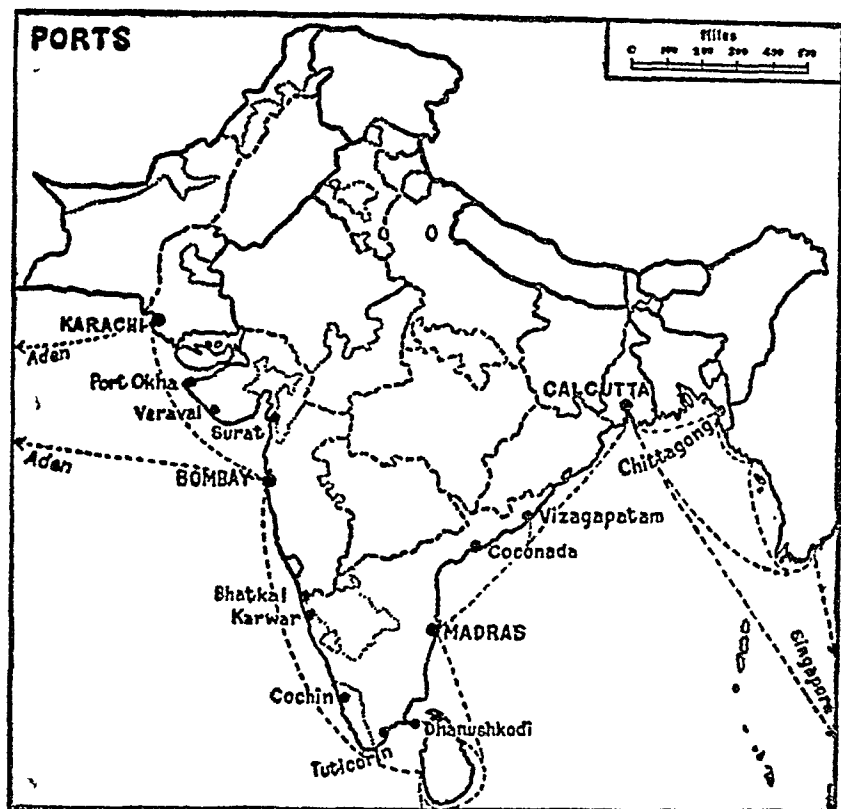 PORTS
Miles
0 100 200 300 400 500
KARACHI
Aden
Port Okha
Veraval
Surat
CALCUTTA
Chittagong
Aden
BOMBAY
Vizagapatam
Coconada
Bhatkal
Karwar
MADRAS
Singapore
Cochin
Dhanushkodi
Tuticorin